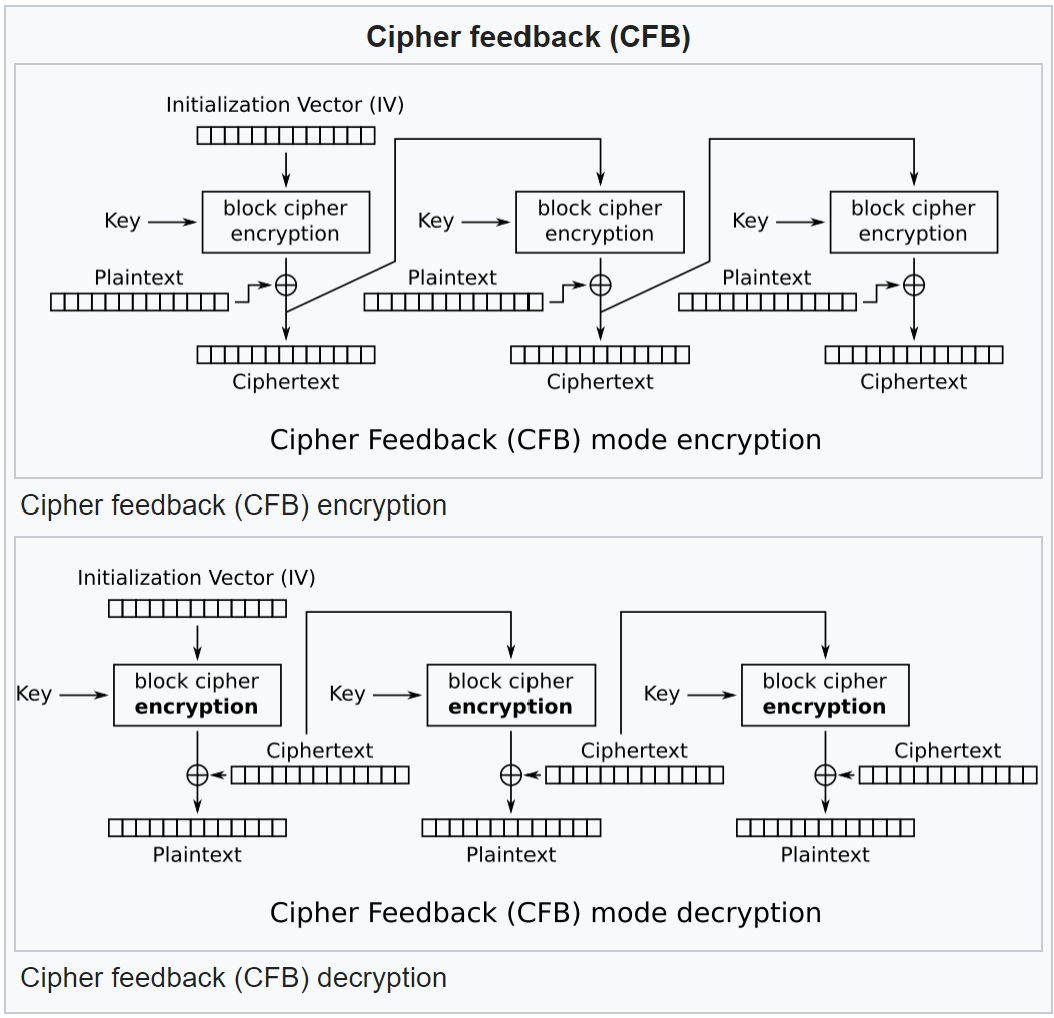 Cipher feedback (CFB)
Initialization Vector (IV)
Key
block cipher
encryption
Key
block cipher
encryption
Key
block cipher
encryption
Plaintext
Plaintext
Plaintext
Ciphertext
Ciphertext
Ciphertext
Cipher Feedback (CFB) mode encryption
Cipher feedback (CFB) encryption
Initialization Vector (IV)
Key
block cipher
encryption
Key
block cipher
encryption
Key
block cipher
encryption
Ciphertext
Ciphertext
Ciphertext
Plaintext
Plaintext
Plaintext
Cipher Feedback (CFB) mode decryption
Cipher feedback (CFB) decryption